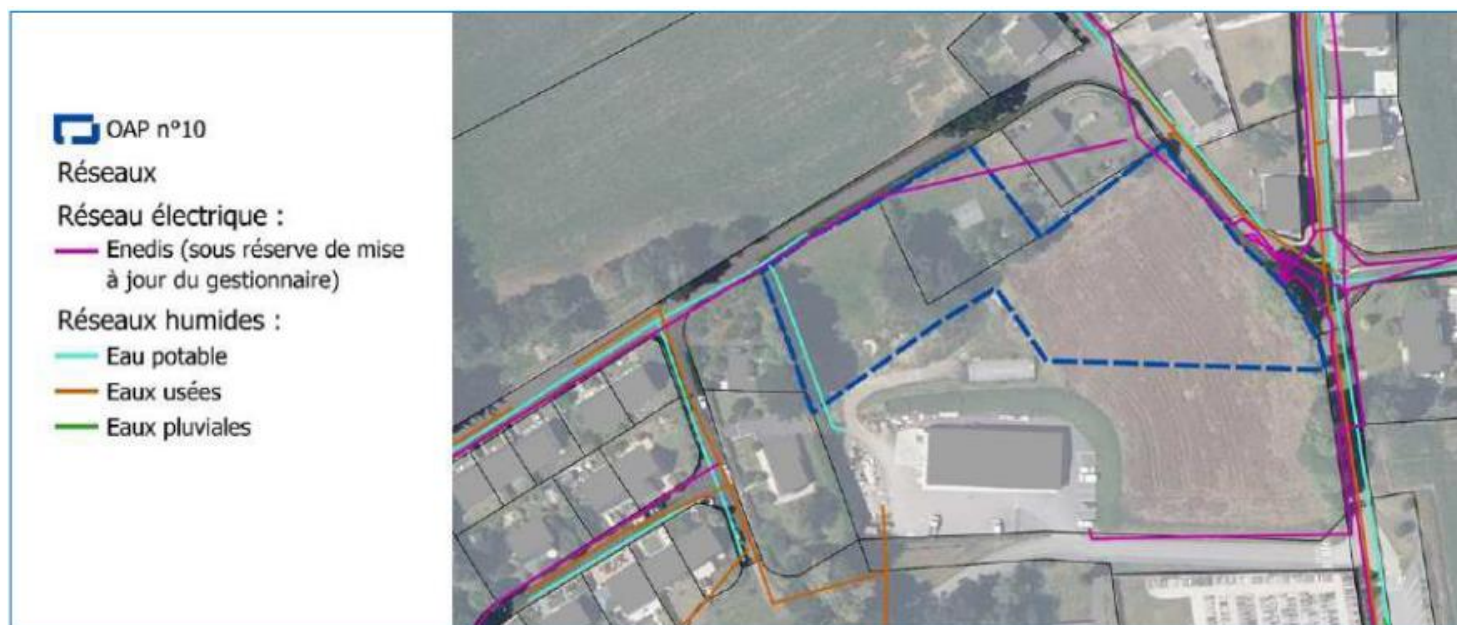 OAP n°10
Réseaux
Réseau électrique :
Enedis (sous réserve de mise
à jour du gestionnaire)
Réseaux humides :
Eau potable
Eaux usées
Eaux pluviales